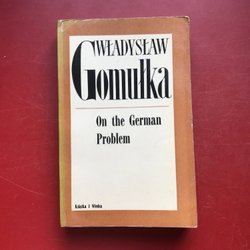 WŁADYSŁAW
Gomułka
On the German
Problem
Książka i Wiedza